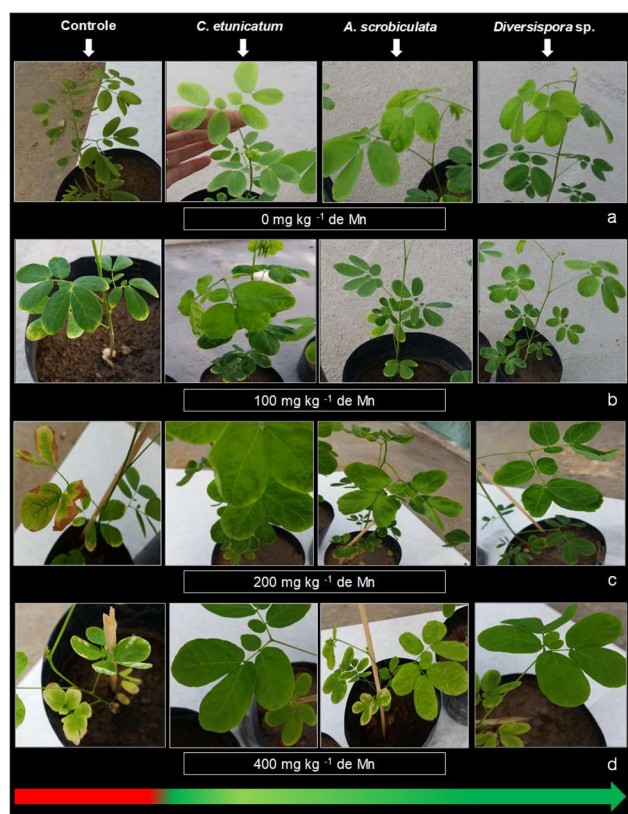 Controle C. etunicatum A. scrobiculata Diversispora sp.
0 mg kg -1 de Mn a
100 mg kg -1 de Mn b
200 mg kg -1 de Mn c
400 mg kg -1 de Mn d